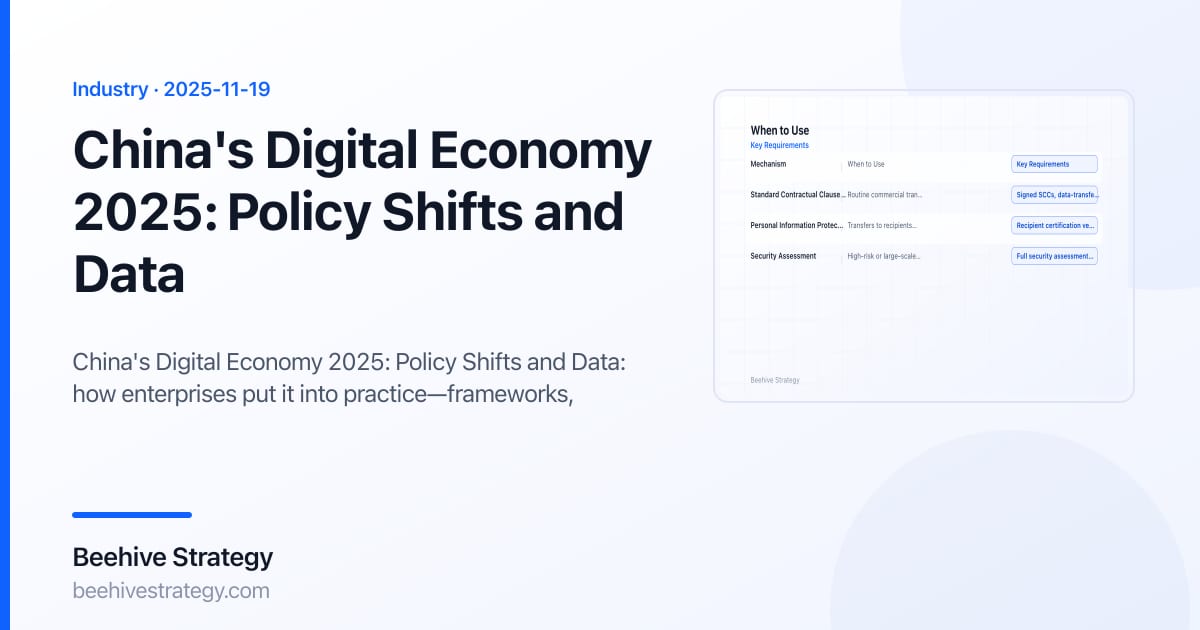 Industry · 2025-11-19
China's Digital Economy
2025: Policy Shifts and
Data
China's Digital Economy 2025: Policy Shifts and Data:
how enterprises put it into practice—frameworks,
Beehive Strategy
beehivestrategy.com
When to Use
Key Requirements
Mechanism When to Use Key Requirements
Standard Contractual Clause... Routine commercial tran... Signed SCCs, data-transfe...
Personal Information Protec... Transfers to recipients... Recipient certification ve...
Security Assessment High-risk or large-scale... Full security assessment...
Beehive Strategy